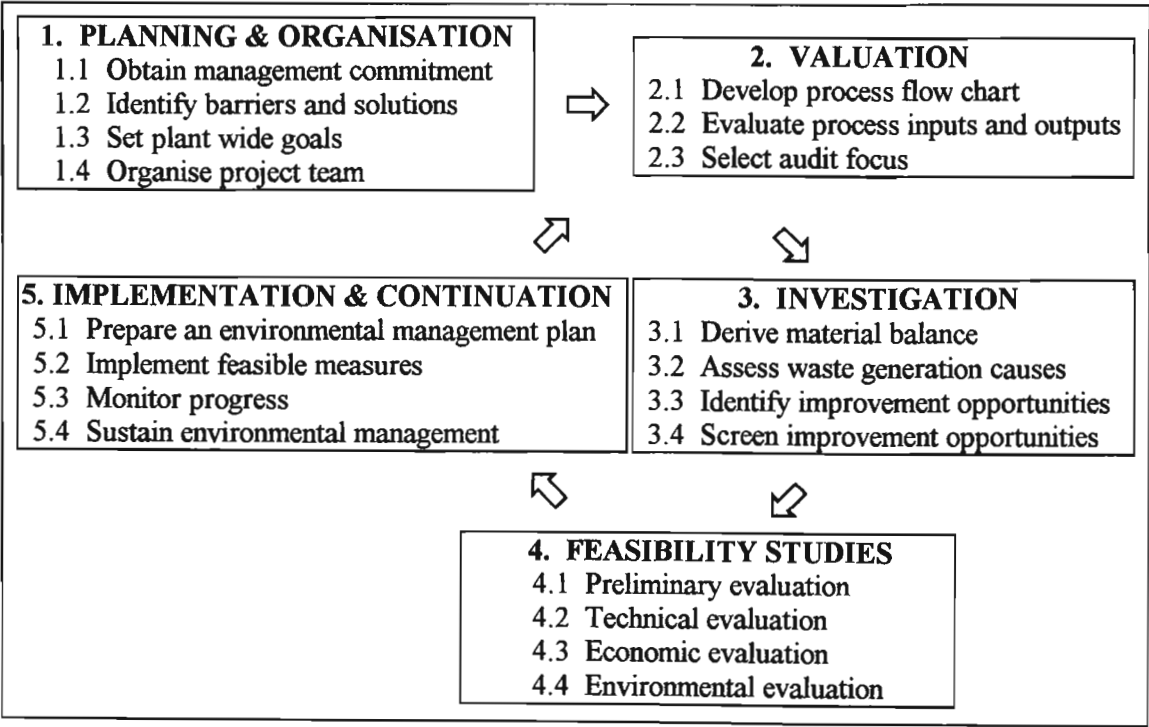 1. PLANNING & ORGANISATION
1.1 Obtain management commitment
1.2 Identify barriers and solutions
1.3 Set plant wide goals
1.4 Organise project team
2. VALUATION
2.1 Develop process flow chart
2.2 Evaluate process inputs and outputs
2.3 Select audit focus
3. INVESTIGATION
3.1 Derive material balance
3.2 Assess waste generation causes
3.3 Identify improvement opportunities
3.4 Screen improvement opportunities
4. FEASIBILITY STUDIES
4.1 Preliminary evaluation
4.2 Technical evaluation
4.3 Economic evaluation
4.4 Environmental evaluation
5. IMPLEMENTATION & CONTINUATION
5.1 Prepare an environmental management plan
5.2 Implement feasible measures
5.3 Monitor progress
5.4 Sustain environmental management